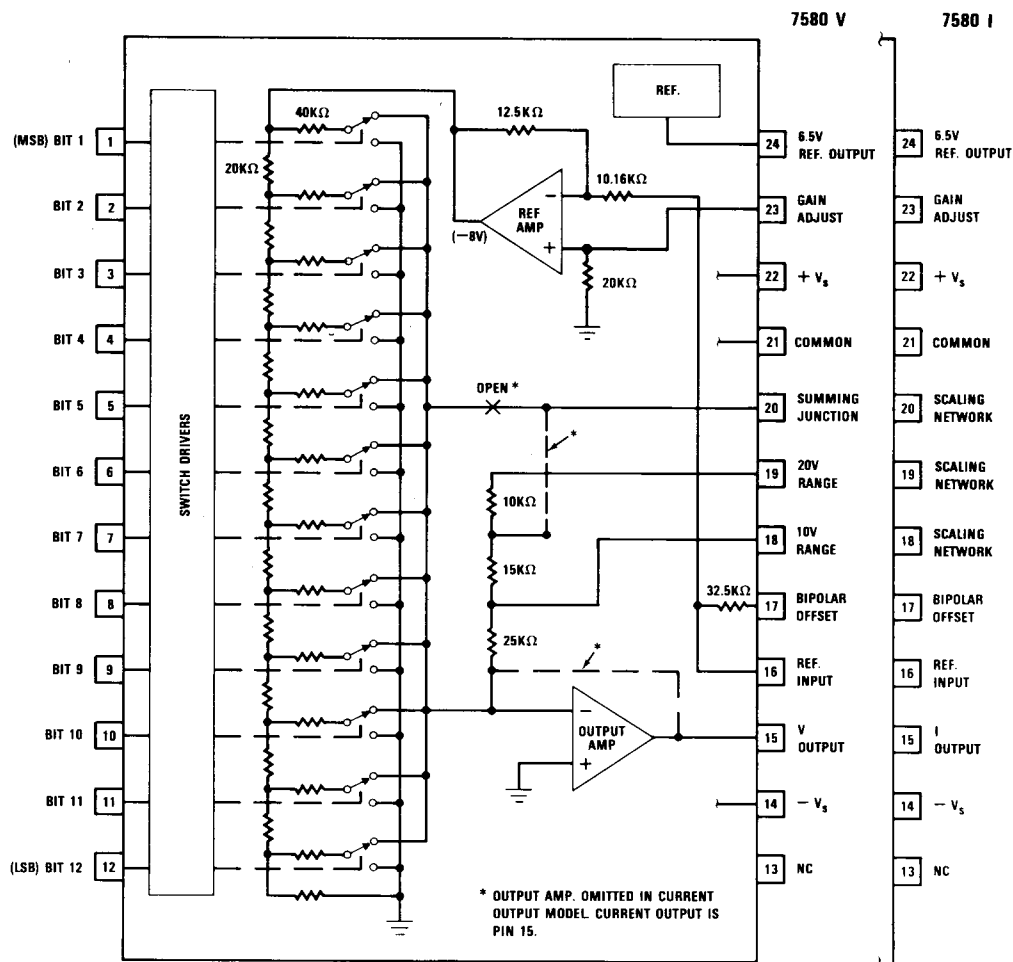 7580 V
7580 I
REF.
(MSB) BIT 1
1
BIT 2
2
BIT 3
3
BIT 4
4
BIT 5
5
BIT 6
6
BIT 7
7
BIT 8
8
BIT 9
9
BIT 10
10
BIT 11
11
(LSB) BIT 12
12
SWITCH DRIVERS
40KΩ
20KΩ
12.5KΩ
10.16KΩ
−
REF
AMP
+
(−8V)
20KΩ
OPEN *
*
10KΩ
15KΩ
25KΩ
*
32.5KΩ
−
OUTPUT
AMP
+
* OUTPUT AMP. OMITTED IN CURRENT
OUTPUT MODEL. CURRENT OUTPUT IS
PIN 15.
24
6.5V
REF. OUTPUT
23
GAIN
ADJUST
22
+ Vs
21
COMMON
20
SUMMING
JUNCTION
19
20V
RANGE
18
10V
RANGE
17
BIPOLAR
OFFSET
16
REF.
INPUT
15
V
OUTPUT
14
− Vs
13
NC
24
6.5V
REF. OUTPUT
23
GAIN
ADJUST
22
+ Vs
21
COMMON
20
SCALING
NETWORK
19
SCALING
NETWORK
18
SCALING
NETWORK
17
BIPOLAR
OFFSET
16
REF.
INPUT
15
I
OUTPUT
14
− Vs
13
NC